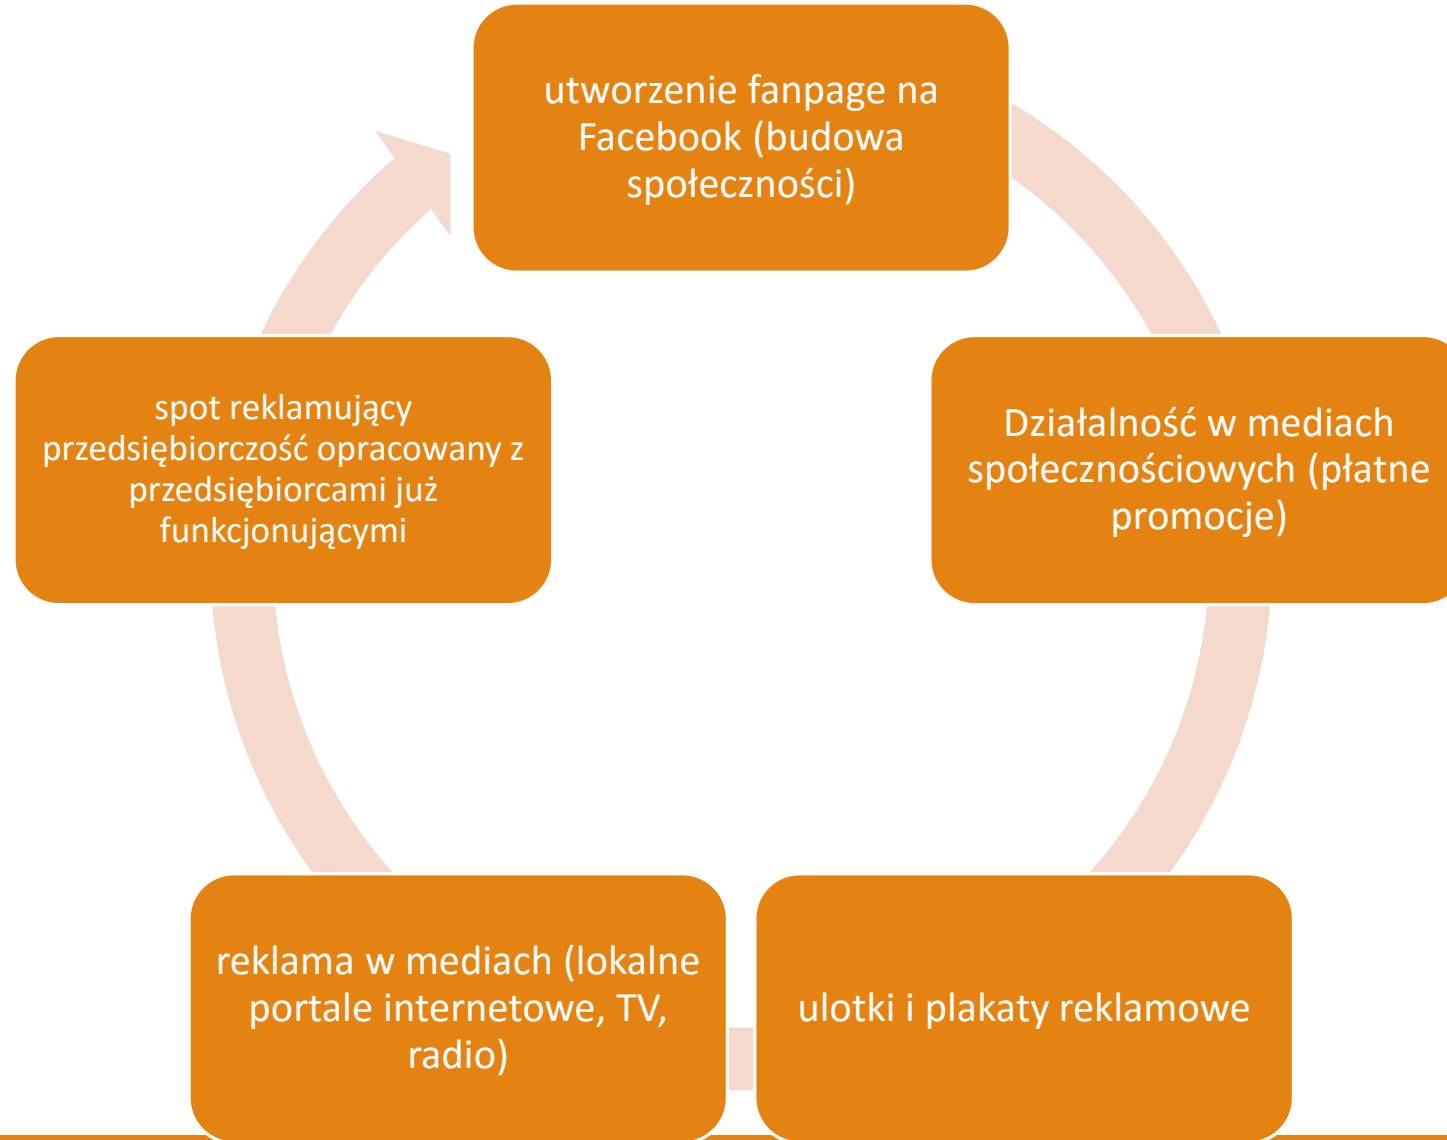 utworzenie fanpage na
Facebook (budowa
społeczności)
Działalność w mediach
społecznościowych (płatne
promocje)
ulotki i plakaty reklamowe
reklama w mediach (lokalne
portale internetowe, TV,
radio)
spot reklamujący
przedsiębiorczość opracowany z
przedsiębiorcami już
funkcjonującymi